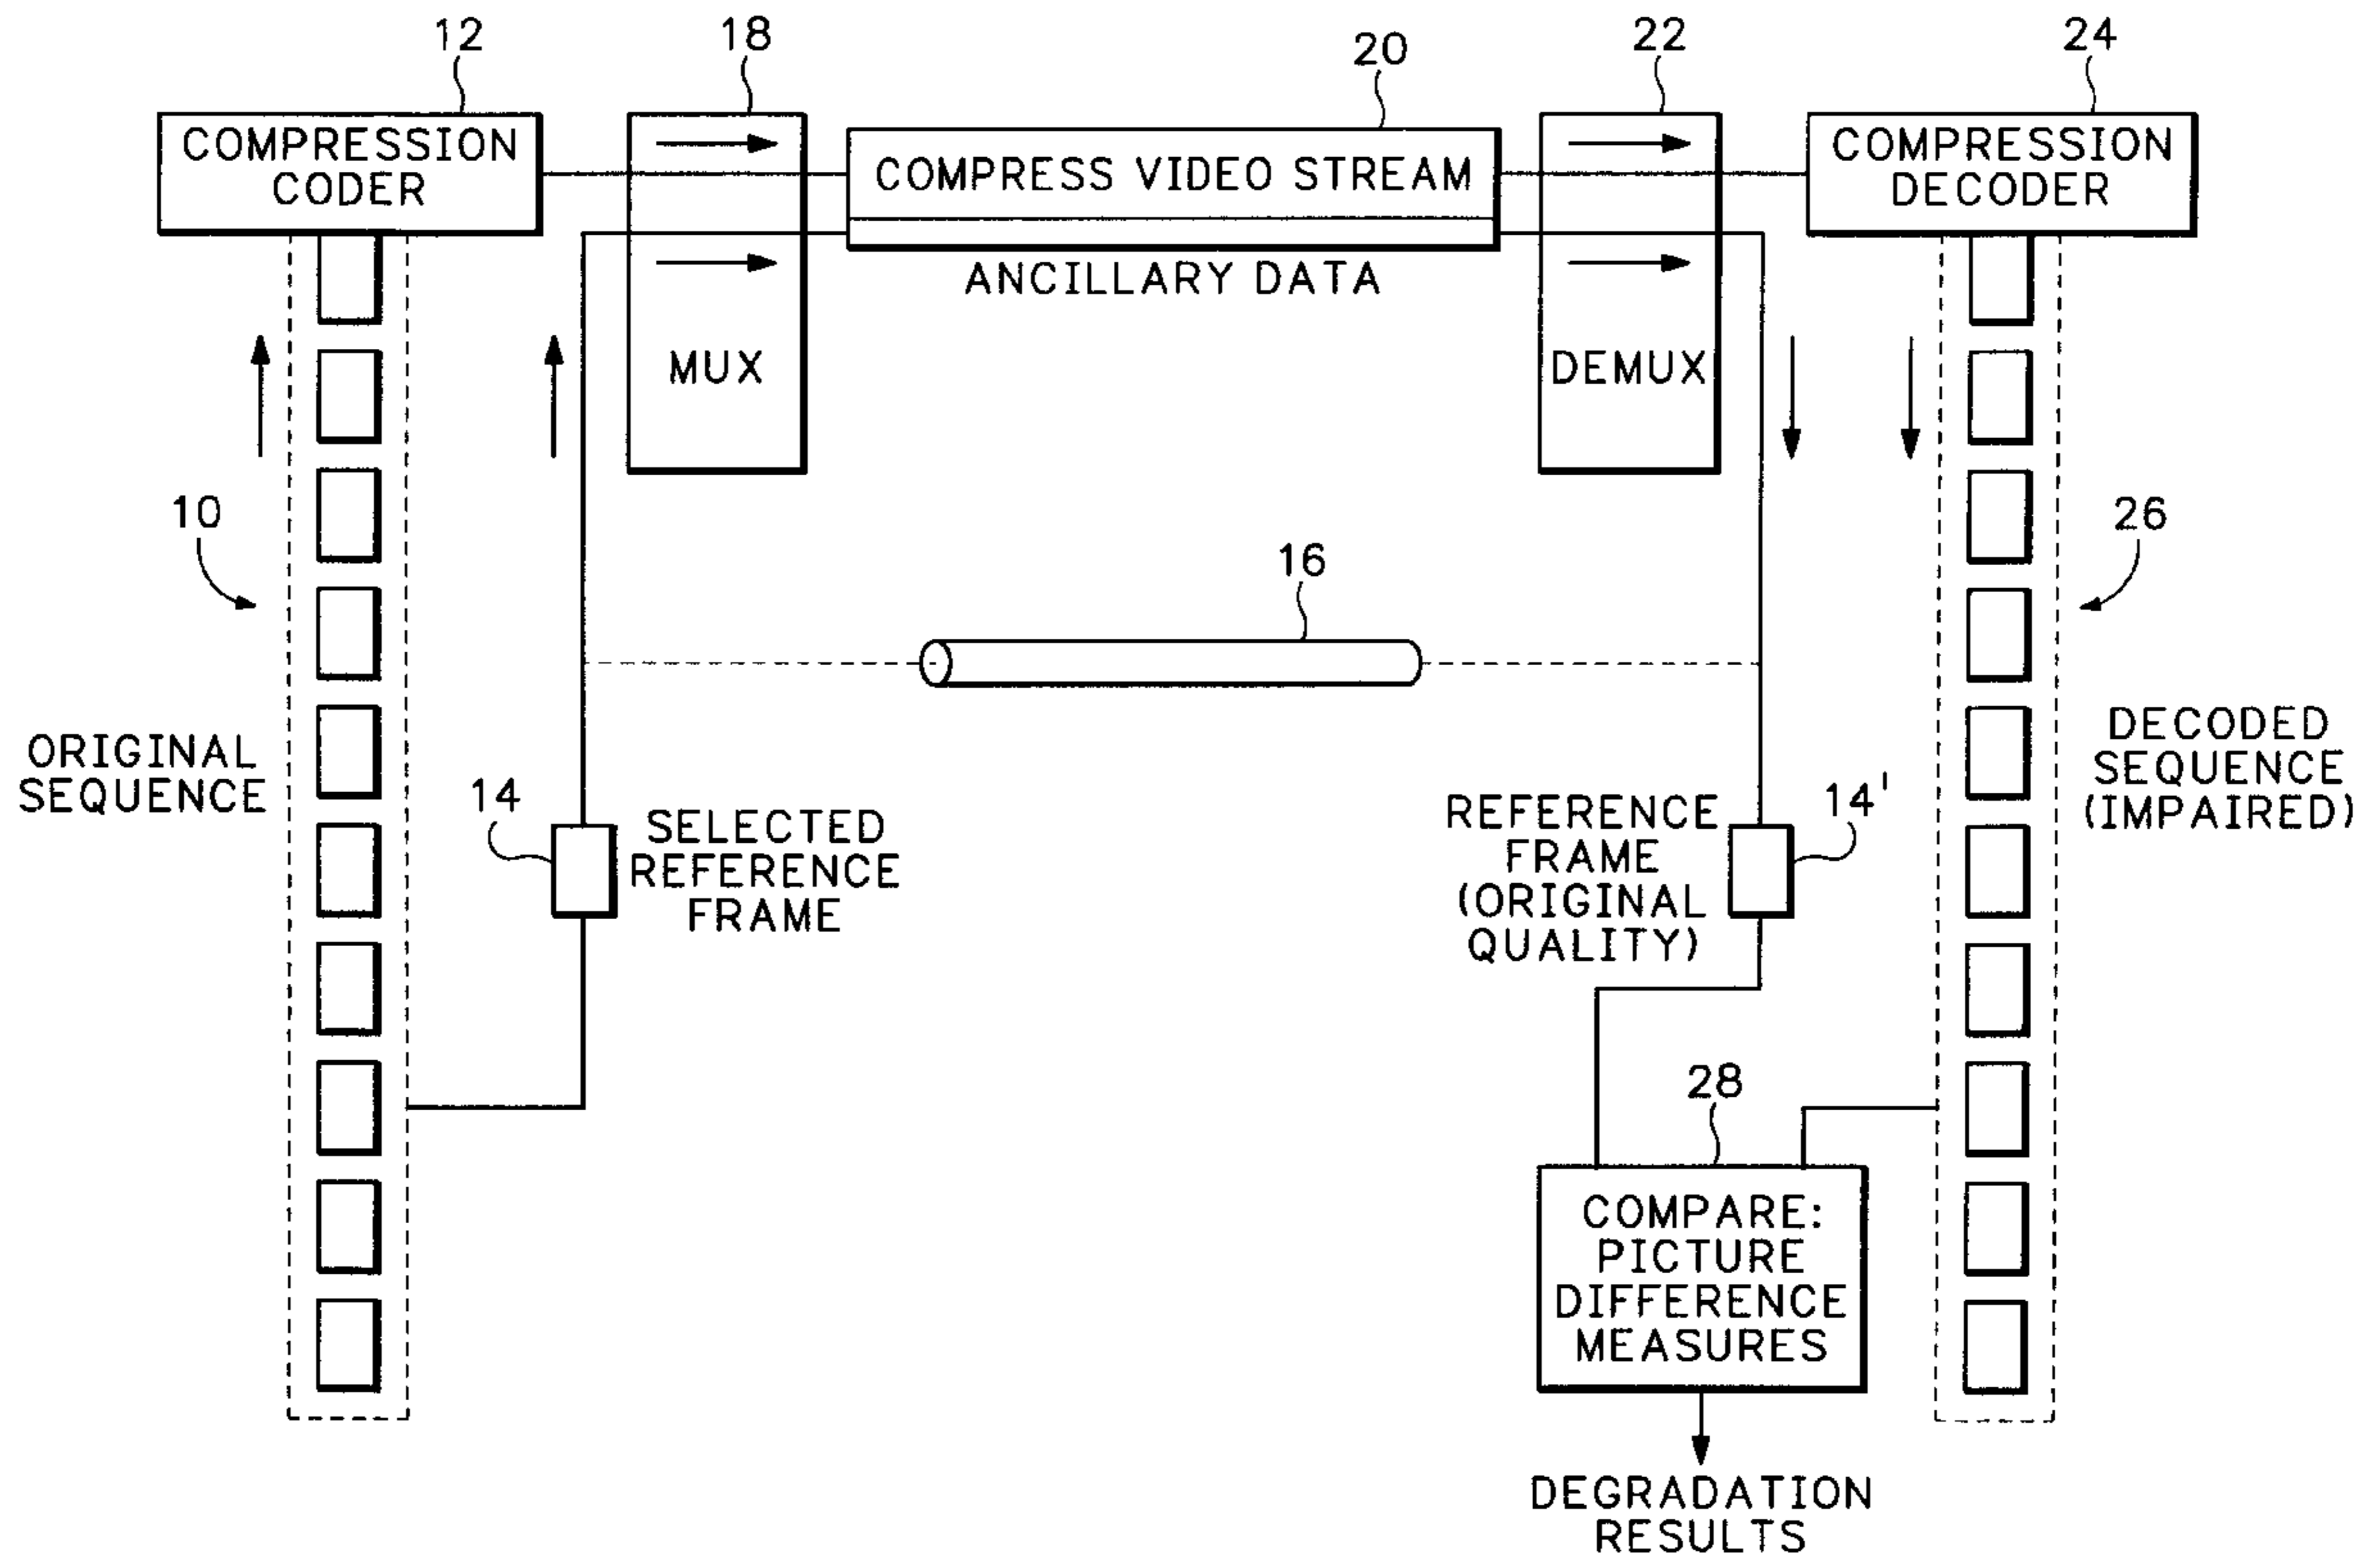 12
18
20
22
24
COMPRESSION
CODER
COMPRESS VIDEO STREAM
COMPRESSION
DECODER
ANCILLARY DATA
MUX
DEMUX
10
16
26
ORIGINAL
SEQUENCE
14
SELECTED
REFERENCE
FRAME
REFERENCE
FRAME
(ORIGINAL
QUALITY)
14'
DECODED
SEQUENCE
(IMPAIRED)
28
COMPARE:
PICTURE
DIFFERENCE
MEASURES
DEGRADATION
RESULTS